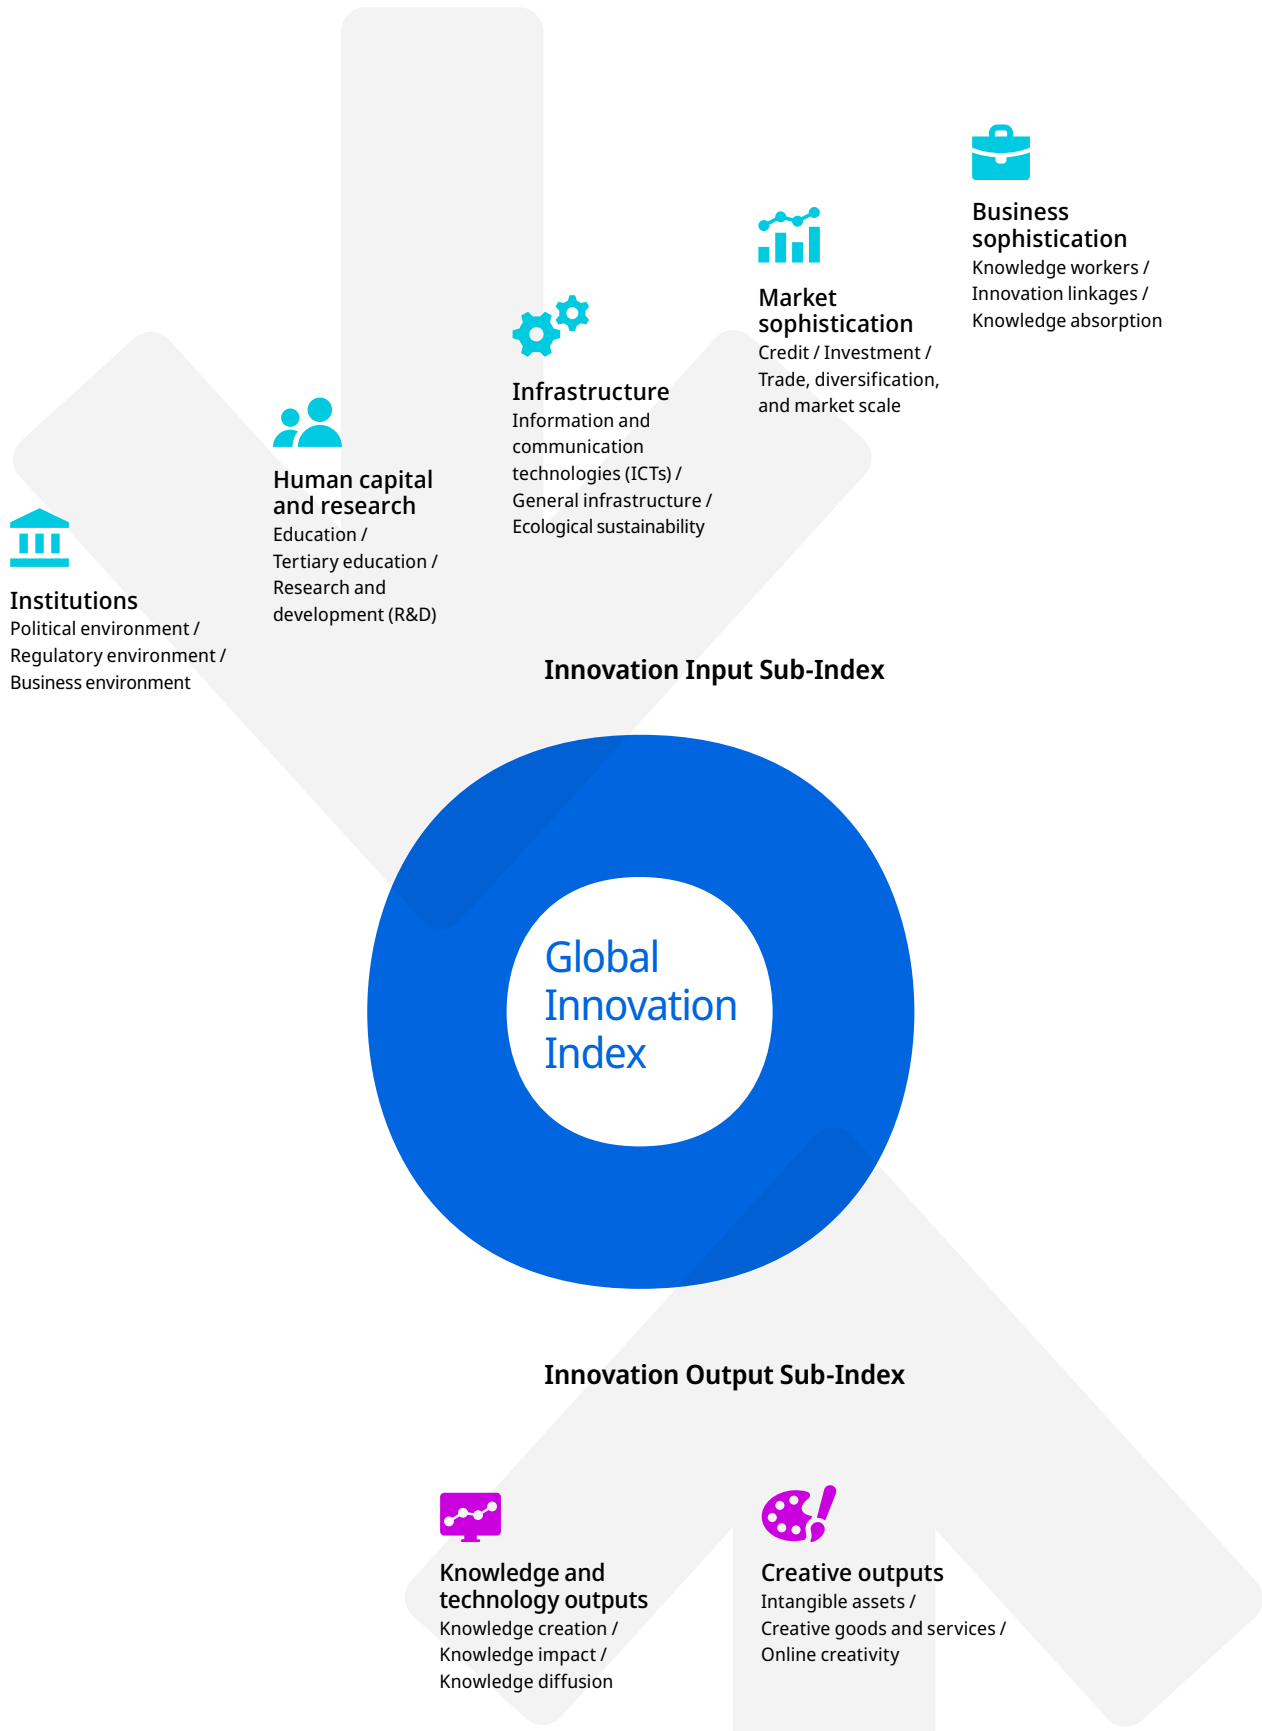 Business
sophistication
Knowledge workers /
Innovation linkages /
Knowledge absorption
Market
sophistication
Credit / Investment /
Trade, diversification,
and market scale
Infrastructure
Information and
communication
technologies (ICTs) /
General infrastructure /
Ecological sustainability
Human capital
and research
Education /
Tertiary education /
Research and
development (R&D)
Institutions
Political environment /
Regulatory environment /
Business environment
Innovation Input Sub-Index
Global
Innovation
Index
Innovation Output Sub-Index
Knowledge and
technology outputs
Knowledge creation /
Knowledge impact /
Knowledge diffusion
Creative outputs
Intangible assets /
Creative goods and services /
Online creativity